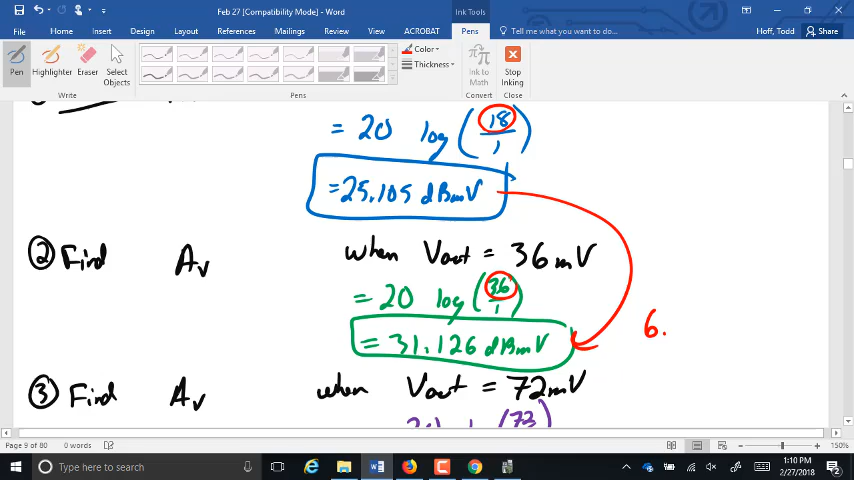 Feb 27 [Compatibility Mode] - Word
Ink Tools
Hoff, Todd
File Home Insert Design Layout References Mailings Review View ACROBAT Pens Tell me what you want to do... Share
Pen Highlighter Eraser Select Objects
Color
Thickness
Ink to Math
Stop Inking
Write Pens Convert Close
= 20 log (18/1)
= 25.105 dBmV
② Find Av when Vout = 36mV
= 20 log (36/1)
= 31.126 dBmV
6.
③ Find Av when Vout = 72mV
Page 9 of 80 0 words 150%
Type here to search
1:10 PM
2/27/2018
2